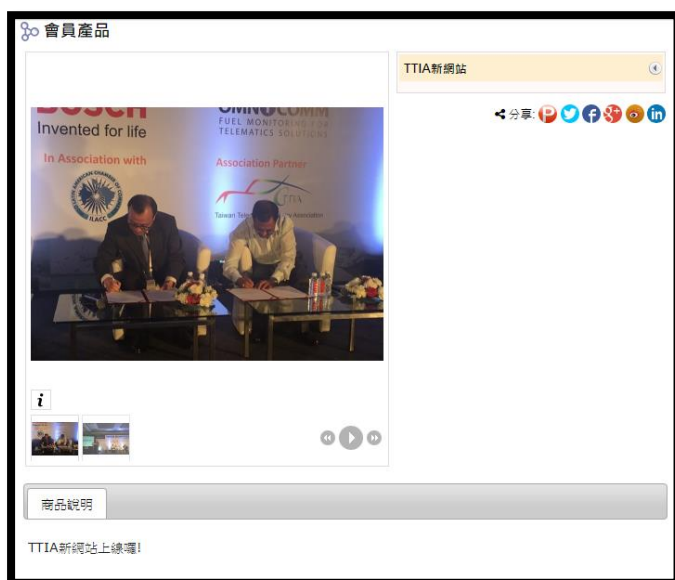 會員產品
TTIA新網站
分享:
BOSCH
Invented for life
OMNICOMM
FUEL MONITORING FOR
TELEMATICS SOLUTIONS
In Association with
Association Partner
ILACC
TTIA
商品說明
TTIA新網站上線囉!